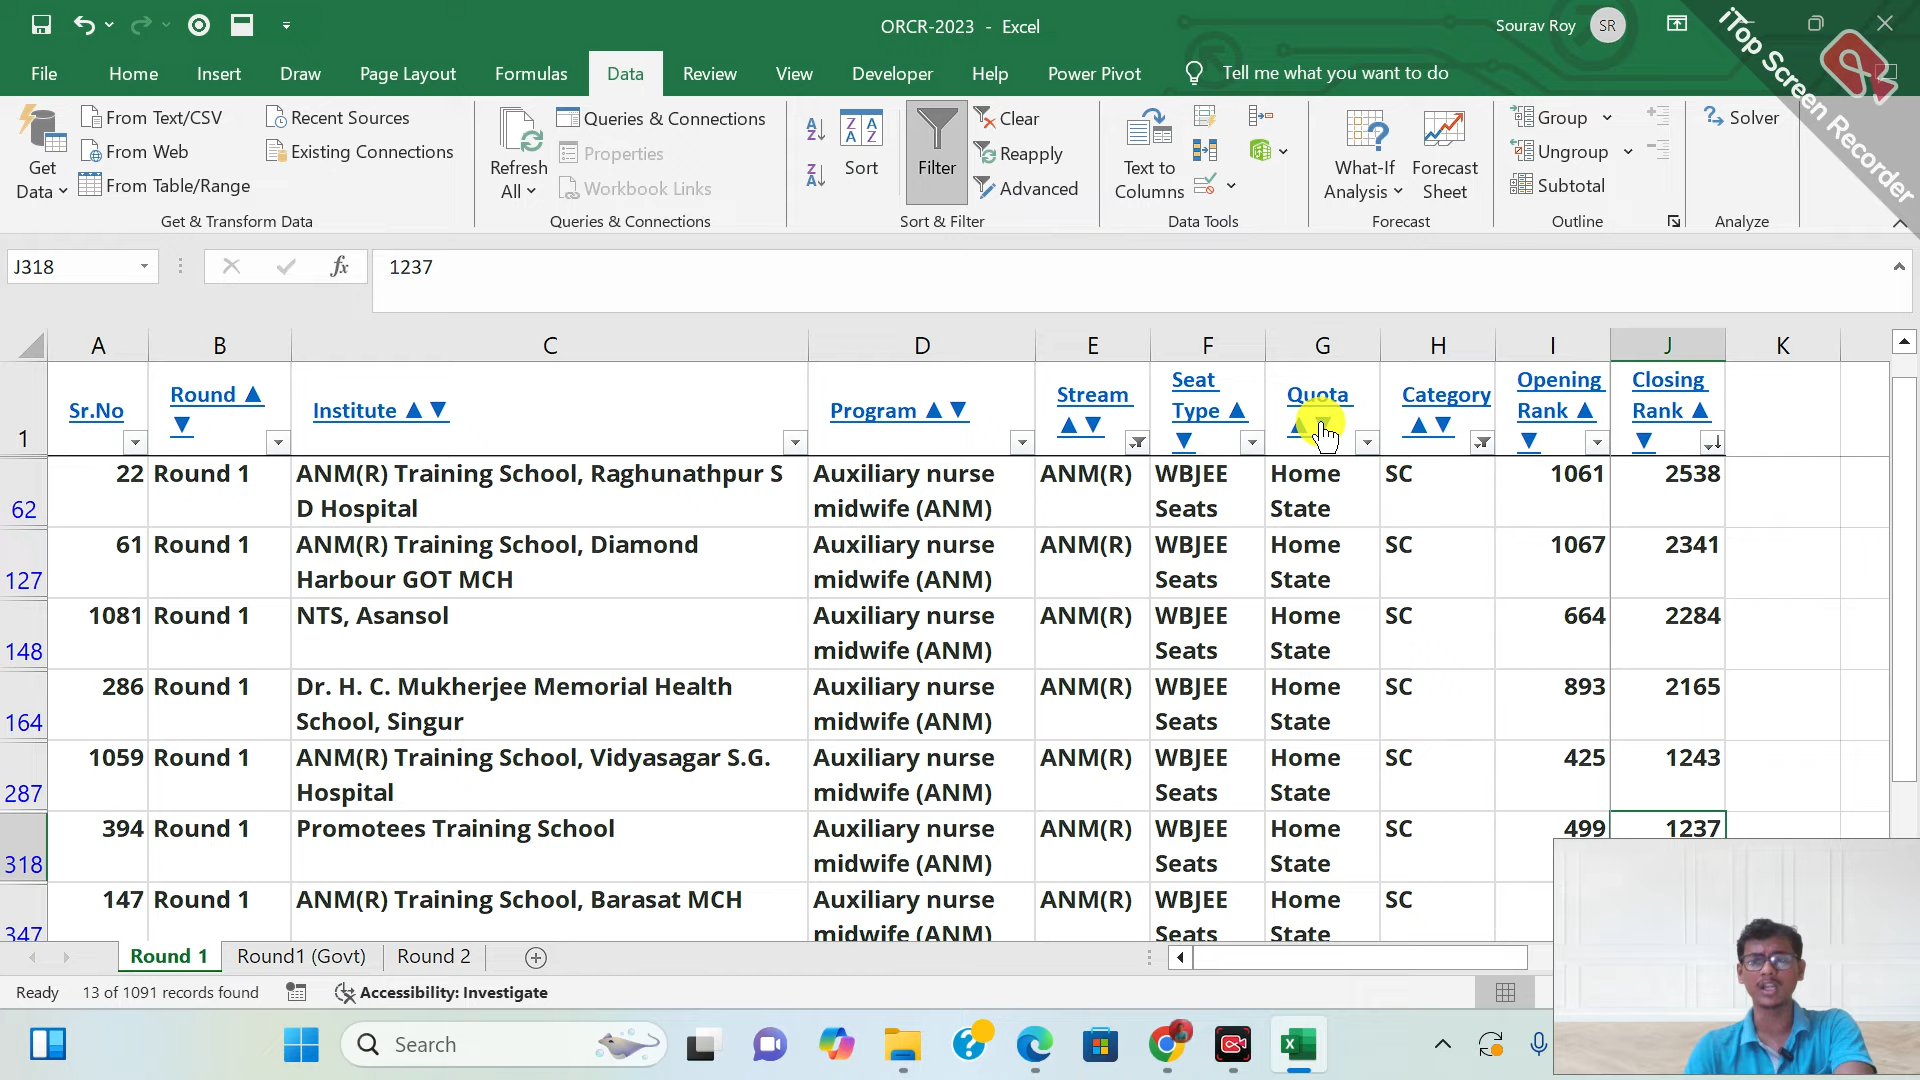 ORCR-2023 - Excel
Sourav Roy SR
iTop Screen Recorder
File Home Insert Draw Page Layout Formulas Data Review View Developer Help Power Pivot Tell me what you want to do
Get Data
From Text/CSV
From Web
From Table/Range
Recent Sources
Existing Connections
Get & Transform Data
Refresh All
Queries & Connections
Properties
Workbook Links
Queries & Connections
Sort
Filter
Clear
Reapply
Advanced
Sort & Filter
Text to Columns
Data Tools
What-If Analysis
Forecast Sheet
Forecast
Group
Ungroup
Subtotal
Outline
Solver
Analyze
J318 fx 1237
A B C D E F G H I J K
1 Sr.No Round ▲ ▼ Institute ▲ ▼ Program ▲ ▼ Stream ▲ ▼ Seat Type ▲ ▼ Quota ▲ ▼ Category ▲ ▼ Opening Rank ▲ ▼ Closing Rank ▲ ▼
62 22 Round 1 ANM(R) Training School, Raghunathpur S D Hospital Auxiliary nurse midwife (ANM) ANM(R) WBJEE Seats Home State SC 1061 2538
127 61 Round 1 ANM(R) Training School, Diamond Harbour GOT MCH Auxiliary nurse midwife (ANM) ANM(R) WBJEE Seats Home State SC 1067 2341
148 1081 Round 1 NTS, Asansol Auxiliary nurse midwife (ANM) ANM(R) WBJEE Seats Home State SC 664 2284
164 286 Round 1 Dr. H. C. Mukherjee Memorial Health School, Singur Auxiliary nurse midwife (ANM) ANM(R) WBJEE Seats Home State SC 893 2165
287 1059 Round 1 ANM(R) Training School, Vidyasagar S.G. Hospital Auxiliary nurse midwife (ANM) ANM(R) WBJEE Seats Home State SC 425 1243
318 394 Round 1 Promotees Training School Auxiliary nurse midwife (ANM) ANM(R) WBJEE Seats Home State SC 499 1237
347 147 Round 1 ANM(R) Training School, Barasat MCH Auxiliary nurse midwife (ANM) ANM(R) WBJEE Seats Home State SC
Round 1 Round1 (Govt) Round 2
Ready 13 of 1091 records found Accessibility: Investigate
Search